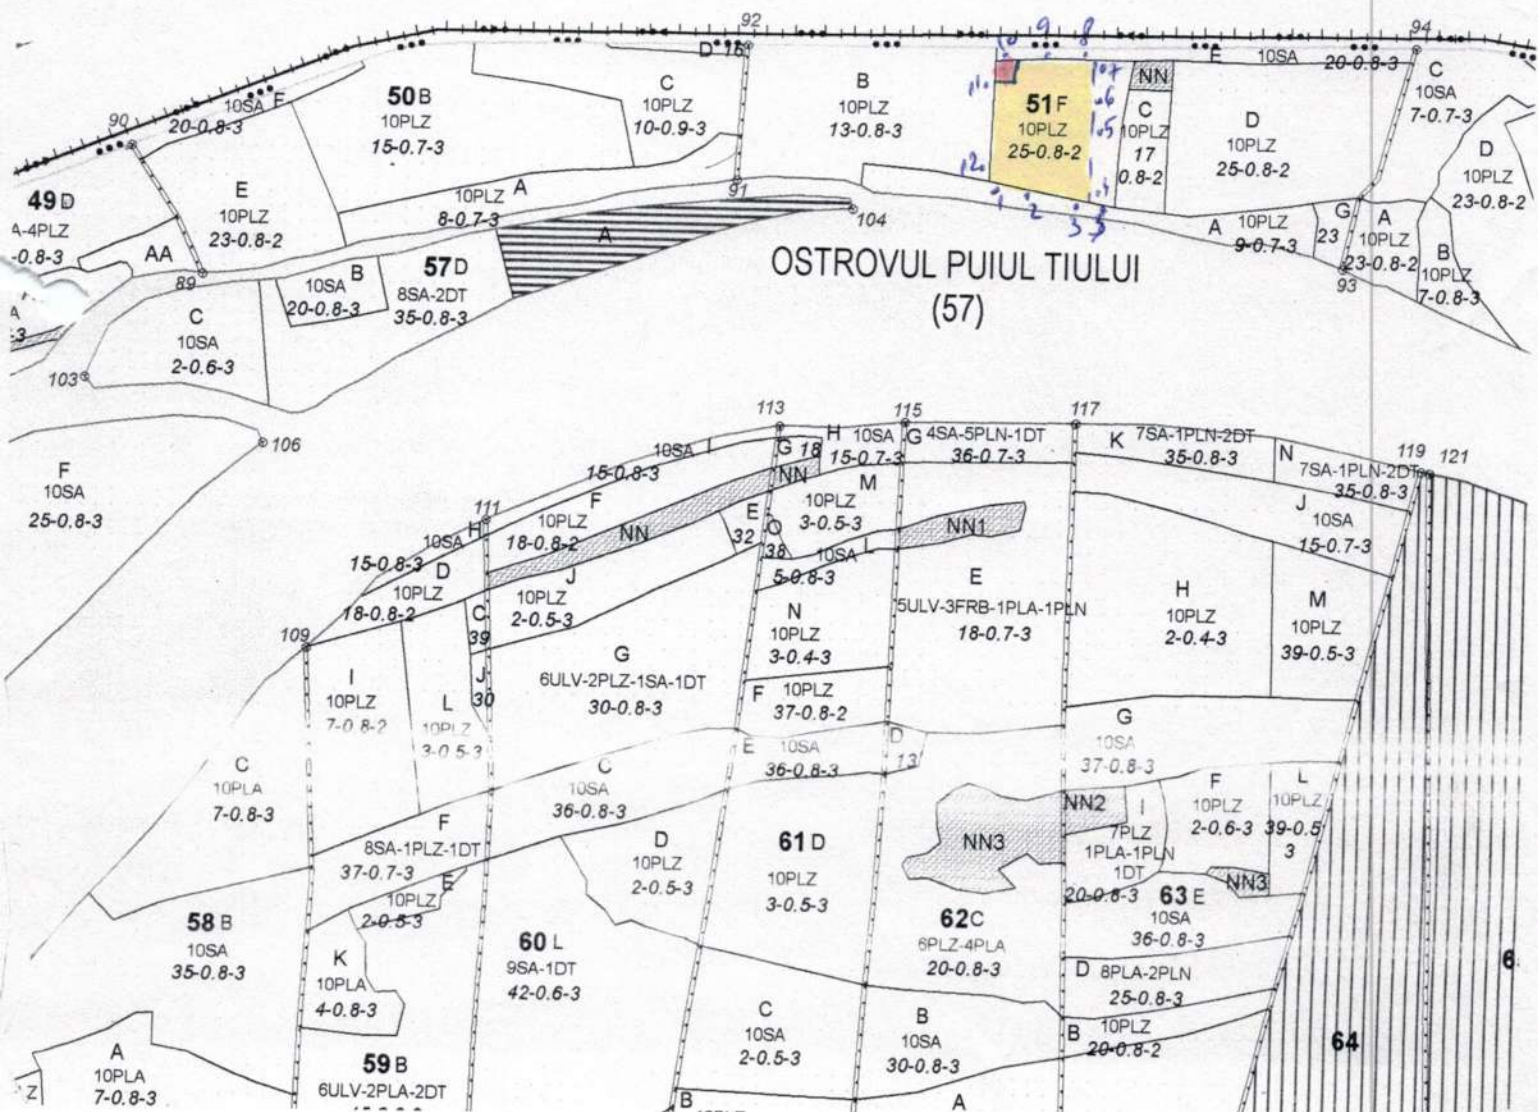 92
94
9
8
10
D 16
E
10SA
20-0.8-3
C
10SA
7-0.7-3
90
10SA
F
20-0.8-3
50 B
10PLZ
15-0.7-3
C
10PLZ
10-0.9-3
B
10PLZ
13-0.8-3
11.
51 F
10PLZ
25-0.8-2
7
6
5
NN
C
10PLZ
17
0.8-2
D
10PLZ
25-0.8-2
D
10PLZ
23-0.8-2
12.
49 D
A-4PLZ
-0.8-3
AA
E
10PLZ
23-0.8-2
10PLZ
A
8-0.7-3
91
104
1
2
3
4
A
10PLZ
9-0.7-3
G
23
A
10PLZ
23-0.8-2
B
10PLZ
7-0.8-3
93
89
10SA
B
20-0.8-3
57 D
8SA-2DT
35-0.8-3
A
OSTROVUL PUIUL TIULUI
(57)
C
10SA
2-0.6-3
103
106
F
10SA
25-0.8-3
113
115
117
119
121
10SA
I
15-0.8-3
G
18
H
10SA
15-0.7-3
G
4SA-5PLN-1DT
36-0.7-3
K
7SA-1PLN-2DT
35-0.8-3
N
7SA-1PLN-2DT
35-0.8-3
111
H
10SA
15-0.8-3
F
10PLZ
18-0.8-2
NN
NN
M
10PLZ
3-0.5-3
E
32
O
38
10SA
L
5-0.8-3
NN1
J
10SA
15-0.7-3
D
10PLZ
18-0.8-2
J
10PLZ
2-0.5-3
C
39
J
30
E
5ULV-3FRB-1PLA-1PLN
18-0.7-3
H
10PLZ
2-0.4-3
M
10PLZ
39-0.5-3
N
10PLZ
3-0.4-3
109
I
10PLZ
7-0.8-2
L
10PLZ
3-0.5-3
G
6ULV-2PLZ-1SA-1DT
30-0.8-3
F
10PLZ
37-0.8-2
E
10SA
36-0.8-3
D
13
G
10SA
37-0.8-3
C
10PLA
7-0.8-3
C
10SA
36-0.8-3
F
8SA-1PLZ-1DT
37-0.7-3
D
10PLZ
2-0.5-3
61 D
10PLZ
3-0.5-3
NN3
NN2
I
7PLZ
1PLA-1PLN
1DT
20-0.8-3
F
10PLZ
2-0.6-3
L
10PLZ
39-0.5
3
NN3
E
10PLZ
2-0.5-3
58 B
10SA
35-0.8-3
K
10PLA
4-0.8-3
60 L
9SA-1DT
42-0.6-3
62 C
6PLZ-4PLA
20-0.8-3
63 E
10SA
36-0.8-3
D
8PLA-2PLN
25-0.8-3
C
10SA
2-0.5-3
B
10SA
30-0.8-3
B
10PLZ
20-0.8-2
64
A
10PLA
7-0.8-3
Z
59 B
6ULV-2PLA-2DT
B
A